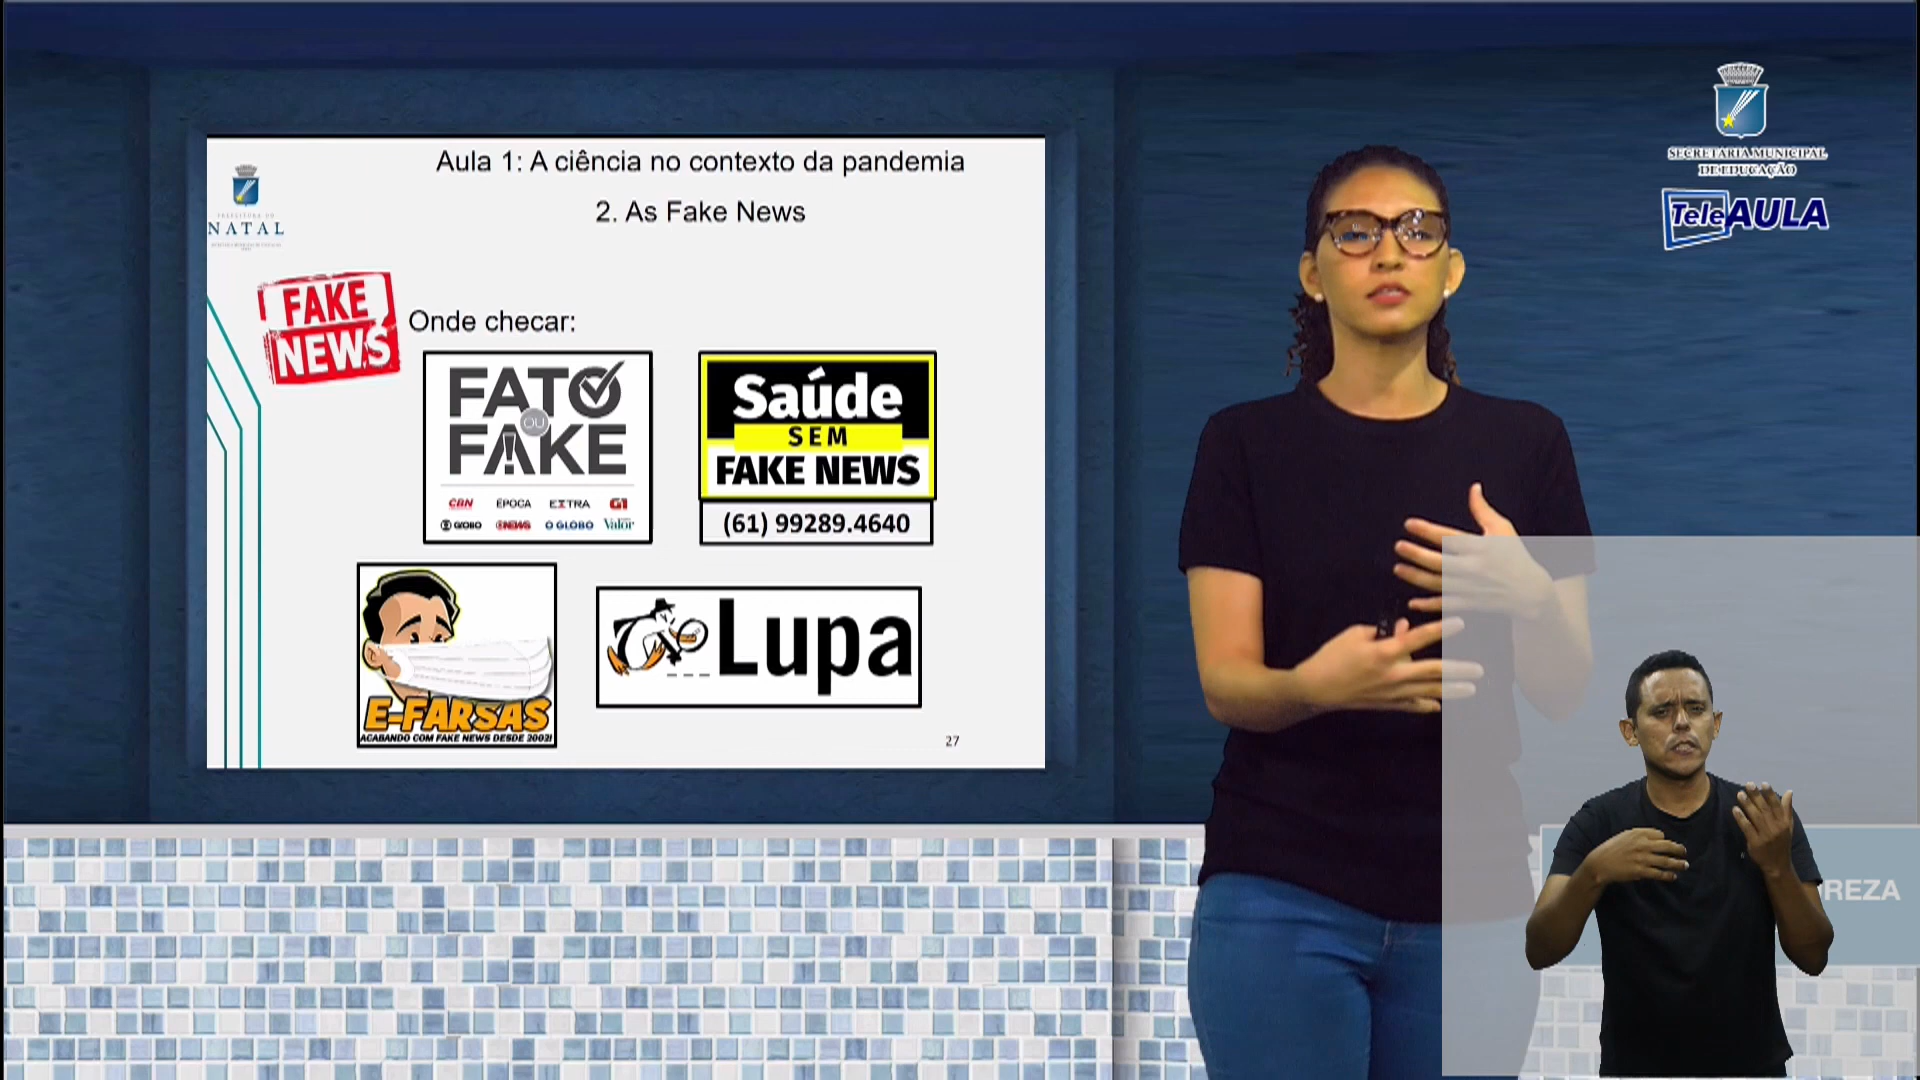 Aula 1: A ciência no contexto da pandemia
2. As Fake News
NATAL
FAKE
NEWS
Onde checar:
FATO
OU
FAKE
CBN ÉPOCA EXTRA G1
GLOBO GNEWS O GLOBO Valor
Saúde
SEM
FAKE NEWS
(61) 99289.4640
E-FARSAS
ACABANDO COM FAKE NEWS DESDE 2002!
Lupa
27
SECRETARIA MUNICIPAL
DE EDUCAÇÃO
TeleAULA
REZA